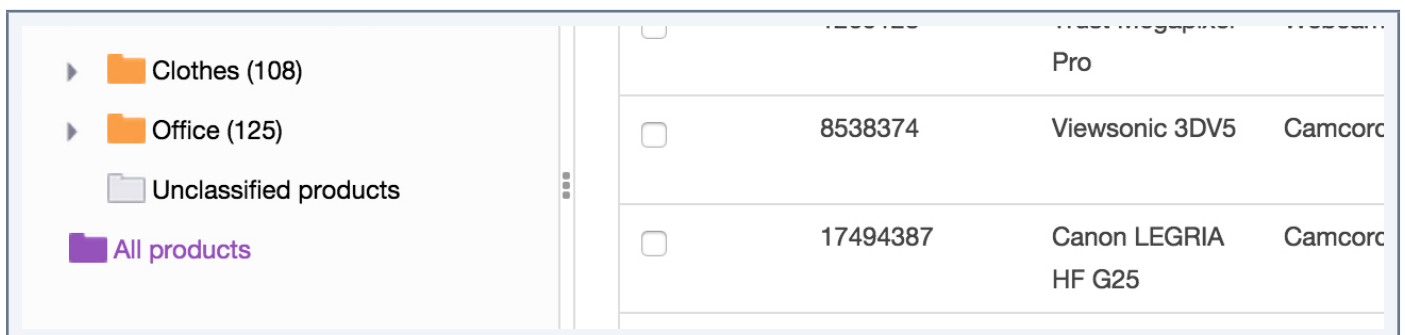 Clothes (108)
Office (125)
Unclassified products
All products
Pro
8538374 Viewsonic 3DV5
17494387 Canon LEGRIA
HF G25